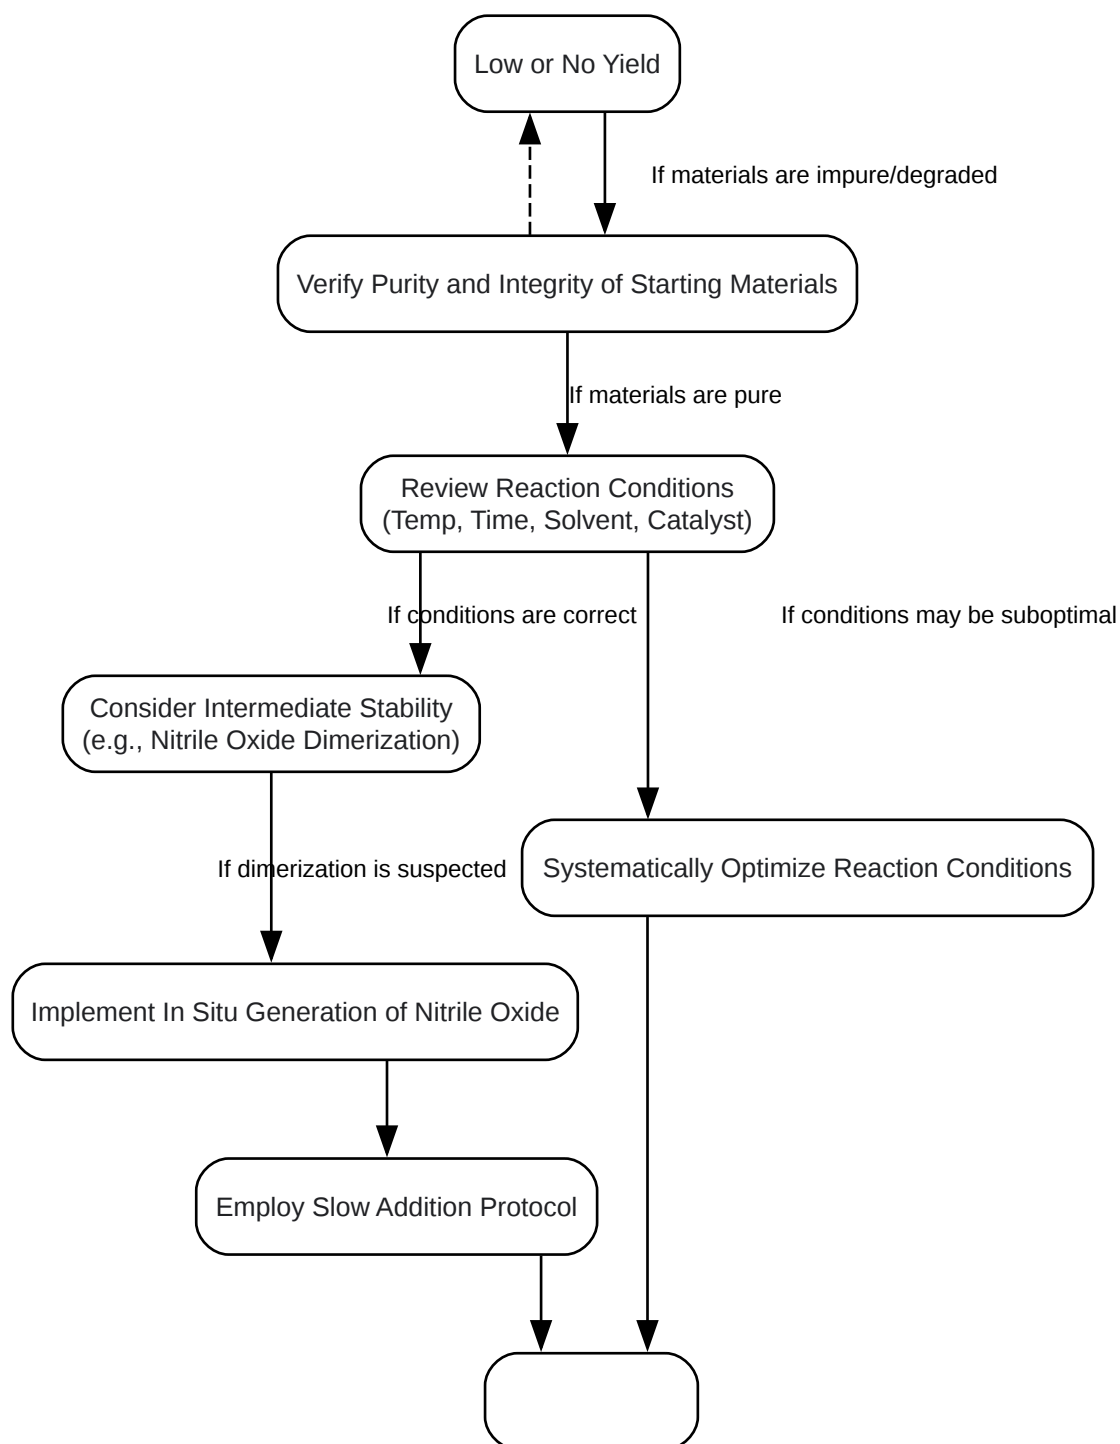 Low or No Yield
If materials are impure/degraded
Verify Purity and Integrity of Starting Materials
If materials are pure
Review Reaction Conditions
(Temp, Time, Solvent, Catalyst)
If conditions are correct
If conditions may be suboptimal
Consider Intermediate Stability
(e.g., Nitrile Oxide Dimerization)
If dimerization is suspected
Systematically Optimize Reaction Conditions
Implement In Situ Generation of Nitrile Oxide
Employ Slow Addition Protocol